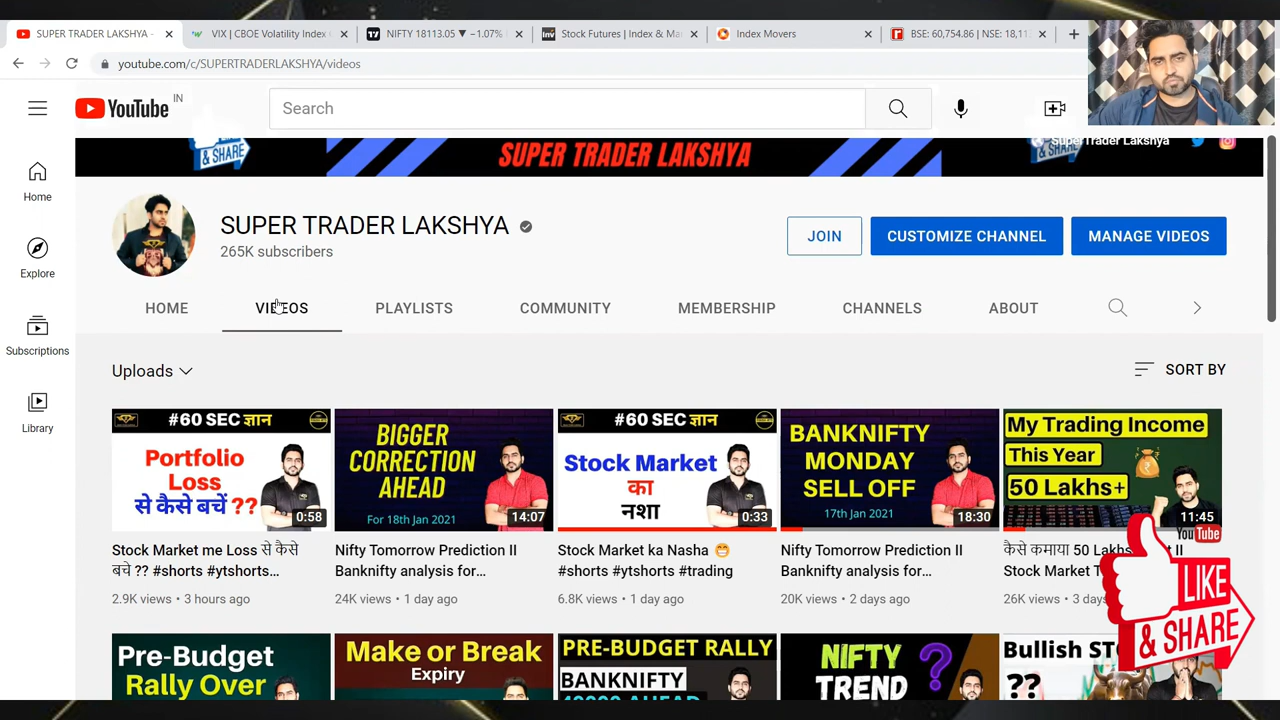 SUPER TRADER LAKSHYA -
VIX | CBOE Volatility Index
NIFTY 18113.05 ▼ −1.07%
Stock Futures | Index & Ma
Index Movers
BSE: 60,754.86 | NSE: 18,11
youtube.com/c/SUPERTRADERLAKSHYA/videos
YouTube IN
Search
& SHARE
SUPER TRADER LAKSHYA
SuperTrader Lakshya
Home
Explore
Subscriptions
Library
SUPER TRADER LAKSHYA
265K subscribers
JOIN
CUSTOMIZE CHANNEL
MANAGE VIDEOS
HOME
VIDEOS
PLAYLISTS
COMMUNITY
MEMBERSHIP
CHANNELS
ABOUT
Uploads
SORT BY
#60 SEC ज्ञान
Portfolio
Loss
से कैसे बचें ??
0:58
BIGGER
CORRECTION
AHEAD
For 18th Jan 2021
14:07
#60 SEC ज्ञान
Stock Market
का
नशा
0:33
BANKNIFTY
MONDAY
SELL OFF
17th Jan 2021
18:30
My Trading Income
This Year
50 Lakhs+
11:45
Stock Market me Loss से कैसे
बचे ?? #shorts #ytshorts...
2.9K views • 3 hours ago
Nifty Tomorrow Prediction II
Banknifty analysis for...
24K views • 1 day ago
Stock Market ka Nasha 😁
#shorts #ytshorts #trading
6.8K views • 1 day ago
Nifty Tomorrow Prediction II
Banknifty analysis for...
20K views • 2 days ago
कैसे कमाया 50 Lakhs II
Stock Market T
26K views • 3 days
You Tube
LIKE
& SHARE
Pre-Budget
Rally Over
Make or Break
Expiry
PRE-BUDGET RALLY
BANKNIFTY
AHEAD
NIFTY
TREND
?
Bullish ST
??